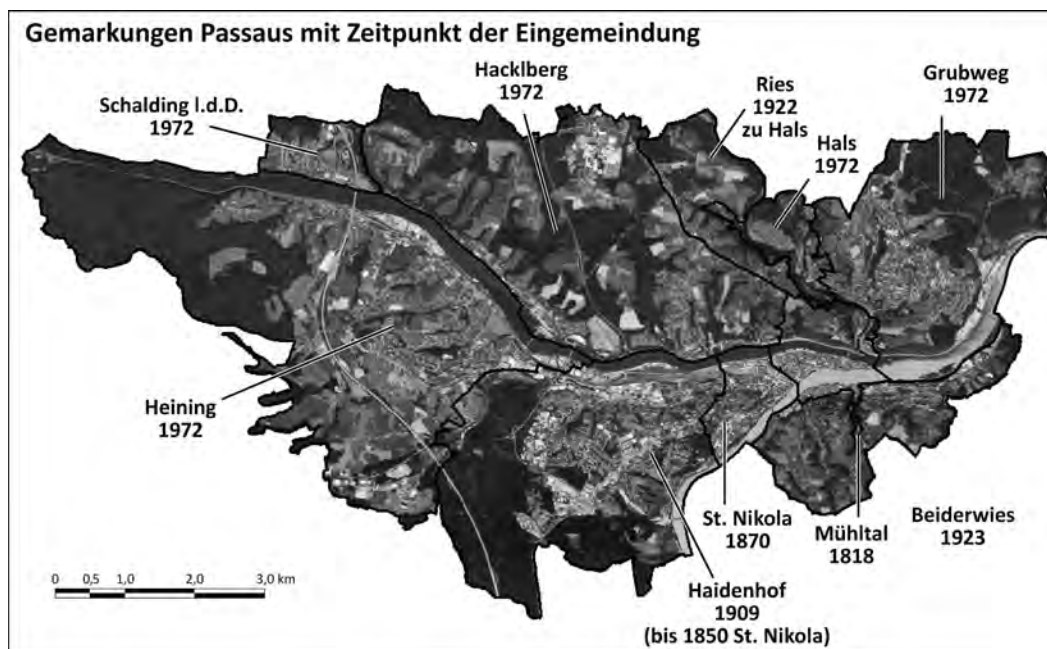 Gemarkungen Passaus mit Zeitpunkt der Eingemeindung
Schalding l.d.D.
1972
Hacklberg
1972
Ries
1922
zu Hals
Hals
1972
Grubweg
1972
Heining
1972
St. Nikola
1870
Mühltal
1818
Beiderwies
1923
Haidenhof
1909
(bis 1850 St. Nikola)
0 0,5 1,0 2,0 3,0 km